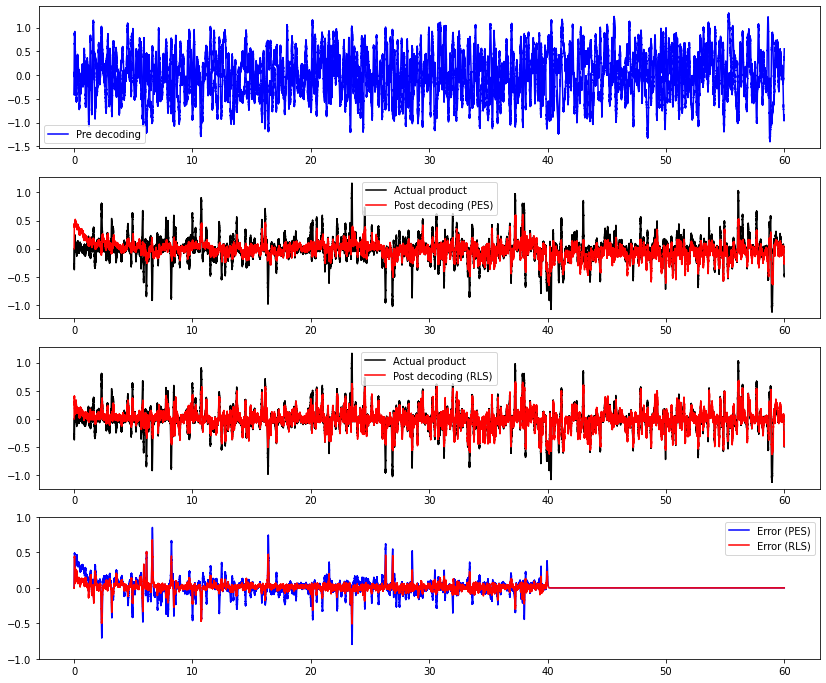 1.5
1.0
0.5
0.0
−0.5
−1.0
−1.5
Pre decoding
0 10 20 30 40 50 60
1.0
0.5
0.0
−0.5
−1.0
Actual product
Post decoding (PES)
0 10 20 30 40 50 60
1.0
0.5
0.0
−0.5
−1.0
Actual product
Post decoding (RLS)
0 10 20 30 40 50 60
1.0
0.5
0.0
−0.5
−1.0
Error (PES)
Error (RLS)
0 10 20 30 40 50 60